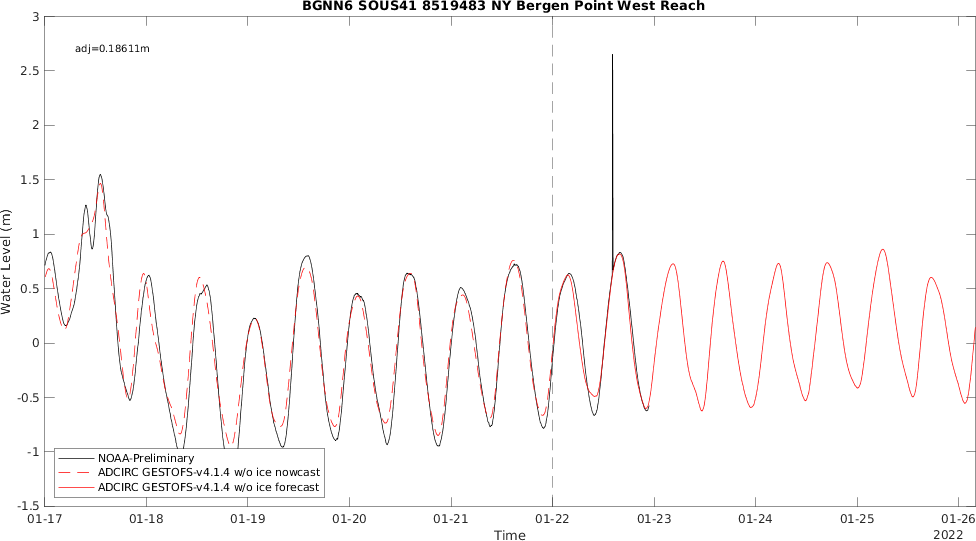 BGNN6 SOUS41 8519483 NY Bergen Point West Reach
adj=0.18611m
3
2.5
2
1.5
1
0.5
0
-0.5
-1
-1.5
Water Level (m)
NOAA-Preliminary
ADCIRC GESTOFS-v4.1.4 w/o ice nowcast
ADCIRC GESTOFS-v4.1.4 w/o ice forecast
01-17 01-18 01-19 01-20 01-21 01-22 01-23 01-24 01-25 01-26
Time
2022